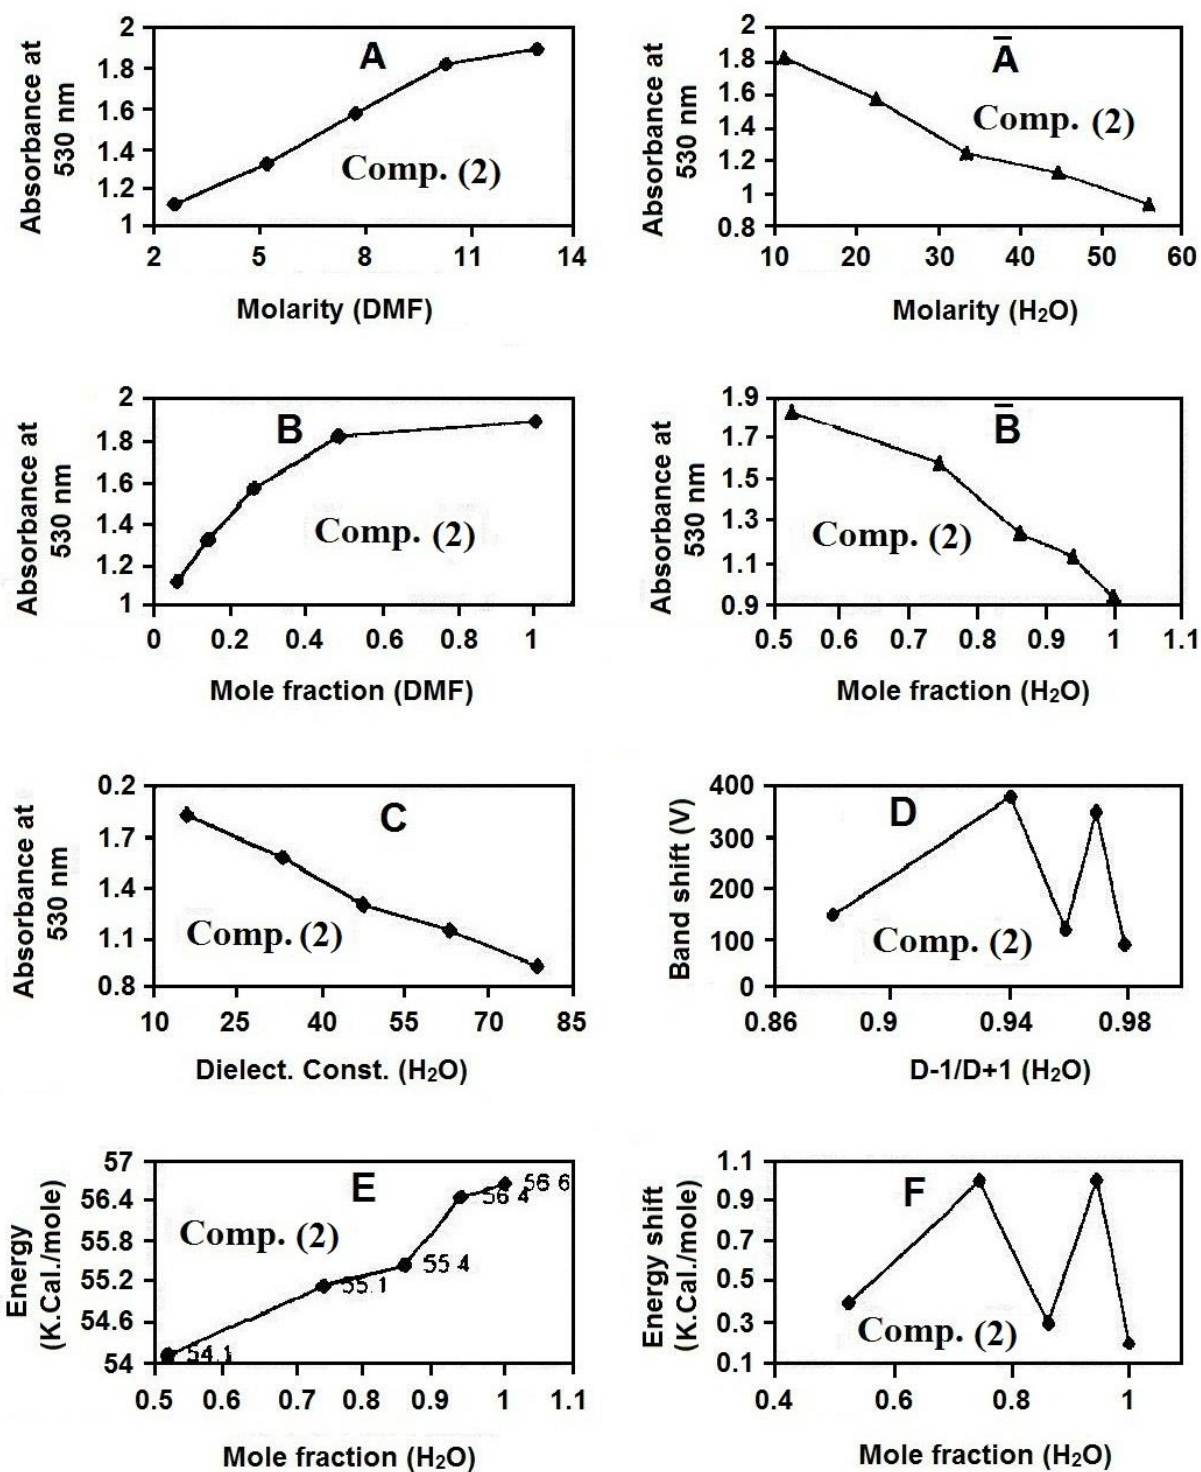 Absorbance at
530 nm
2
1.8
1.6
1.4
1.2
1
A
Comp. (2)
2 5 8 11 14
Molarity (DMF)
Absorbance at
530 nm
2
1.8
1.6
1.4
1.2
1
0.8
A̅
Comp. (2)
10 20 30 40 50 60
Molarity (H₂O)
Absorbance at
530 nm
2
1.8
1.6
1.4
1.2
1
B
Comp. (2)
0 0.2 0.4 0.6 0.8 1
Mole fraction (DMF)
Absorbance at
530 nm
1.9
1.7
1.5
1.3
1.1
0.9
B̅
Comp. (2)
0.5 0.6 0.7 0.8 0.9 1 1.1
Mole fraction (H₂O)
Absorbance at
530 nm
0.2
1.7
1.4
1.1
0.8
C
Comp. (2)
10 25 40 55 70 85
Dielect. Const. (H₂O)
Band shift (V)
400
300
200
100
0
D
Comp. (2)
0.86 0.9 0.94 0.98
D-1/D+1 (H₂O)
Energy
(K.Cal./mole)
57
56.4
55.8
55.2
54.6
54
E
Comp. (2)
56 6
56 4
55 4
55.1
54.1
0.5 0.6 0.7 0.8 0.9 1 1.1
Mole fraction (H₂O)
Energy shift
(K.Cal./mole)
1.1
0.9
0.7
0.5
0.3
0.1
F
Comp. (2)
0.4 0.6 0.8 1
Mole fraction (H₂O)